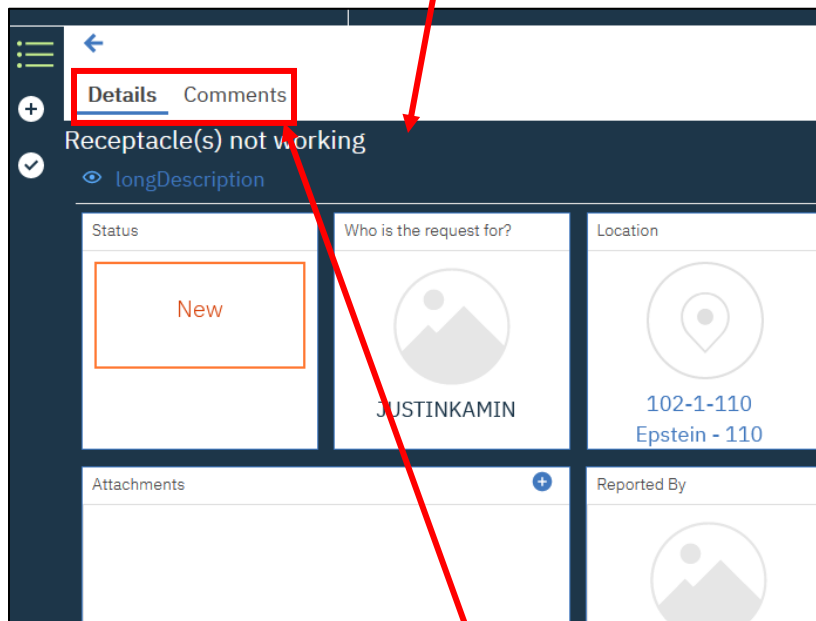 Details Comments
Receptacle(s) not working
longDescription
Status
New
Who is the request for?
JUSTINKAMIN
Location
102-1-110
Epstein - 110
Attachments
Reported By